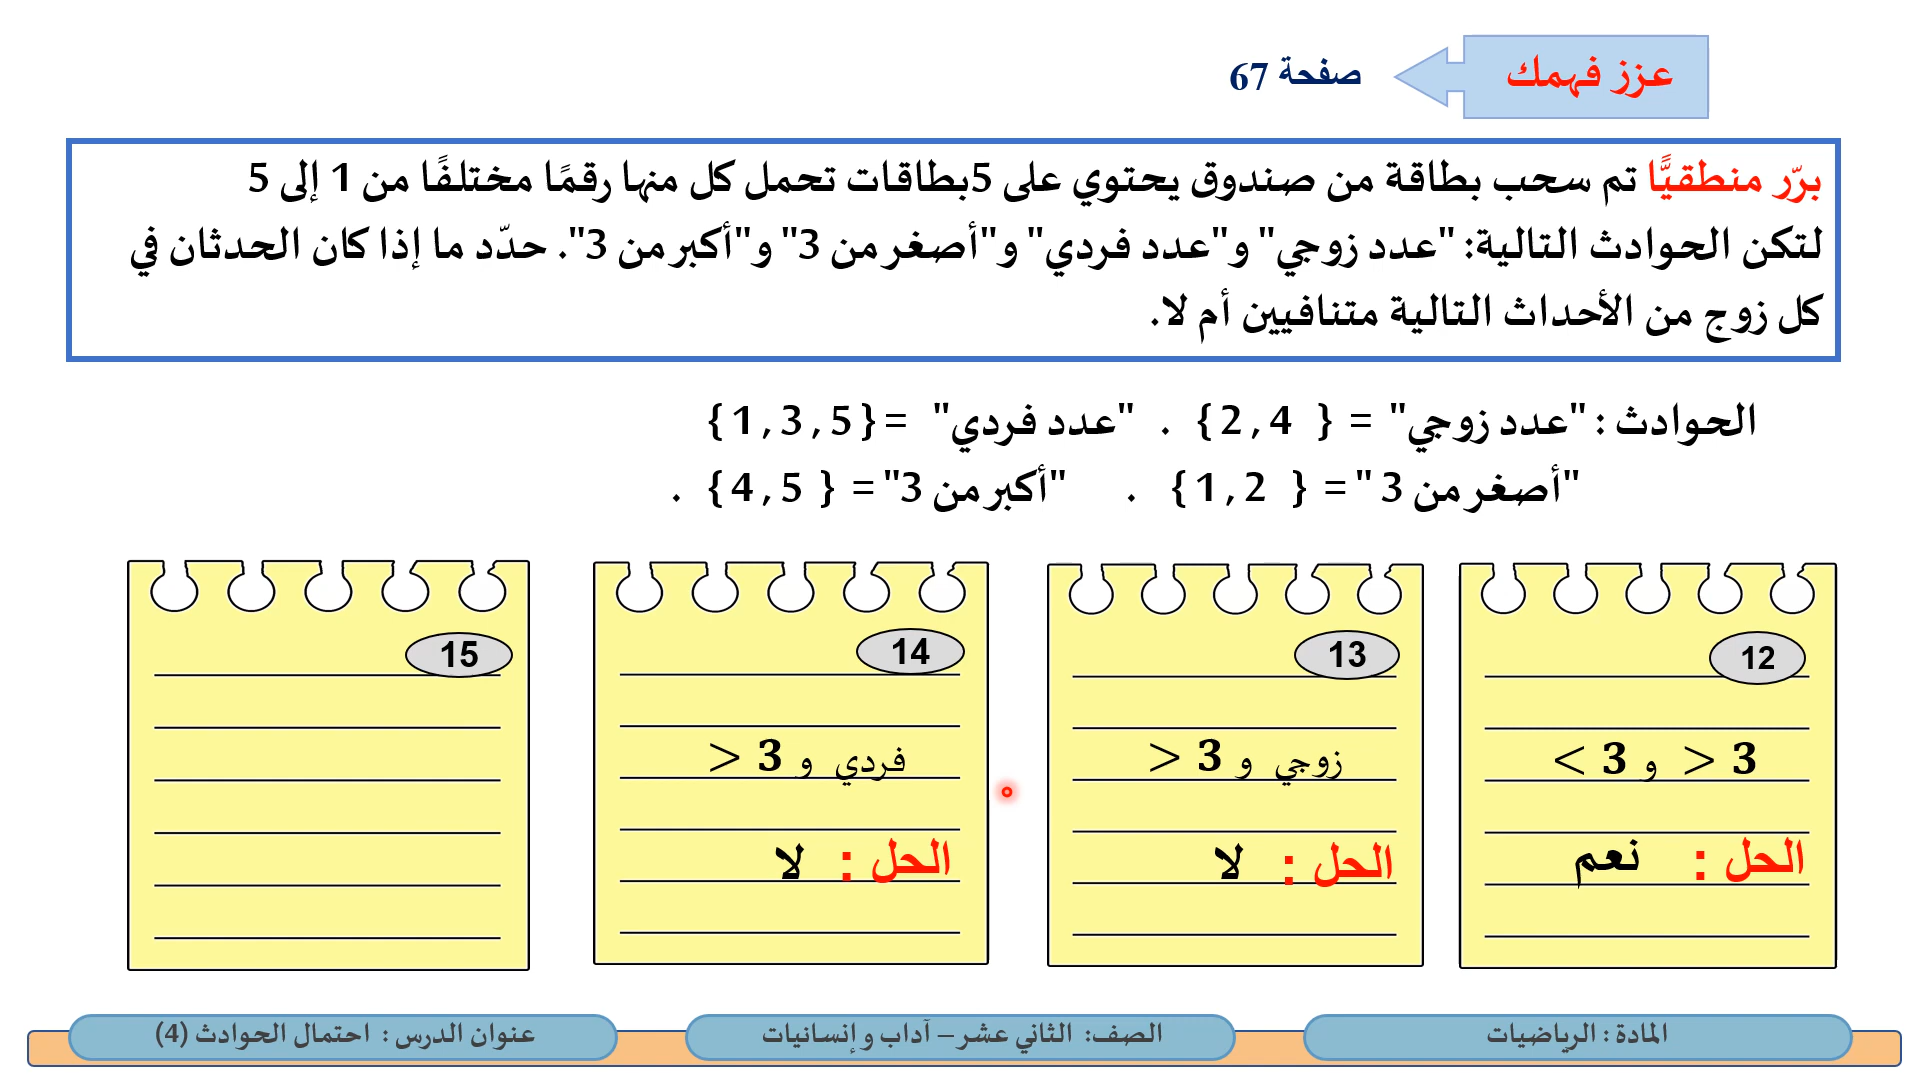 عزز فهمك
صفحة 67
برّر منطقيًّا تم سحب بطاقة من صندوق يحتوي على 5بطاقات تحمل كل منها رقمًا مختلفًا من 1 إلى 5
لتكن الحوادث التالية: "عدد زوجي" و"عدد فردي" و"أصغر من 3" و"أكبر من 3". حدّد ما إذا كان الحدثان في
كل زوج من الأحداث التالية متنافيين أم لا.
الحوادث : "عدد زوجي" = { 2 , 4 } . "عدد فردي" = {1 , 3 , 5}
"أصغر من 3 " = { 1 , 2 } . "أكبر من 3" = { 4 , 5 } .
12
< 3 و > 3
الحل : نعم
13
زوجي و > 3
الحل : لا
14
فردي و > 3
الحل : لا
15
المادة : الرياضيات
الصف: الثاني عشر – آداب و إنسانيات
عنوان الدرس : احتمال الحوادث (4)